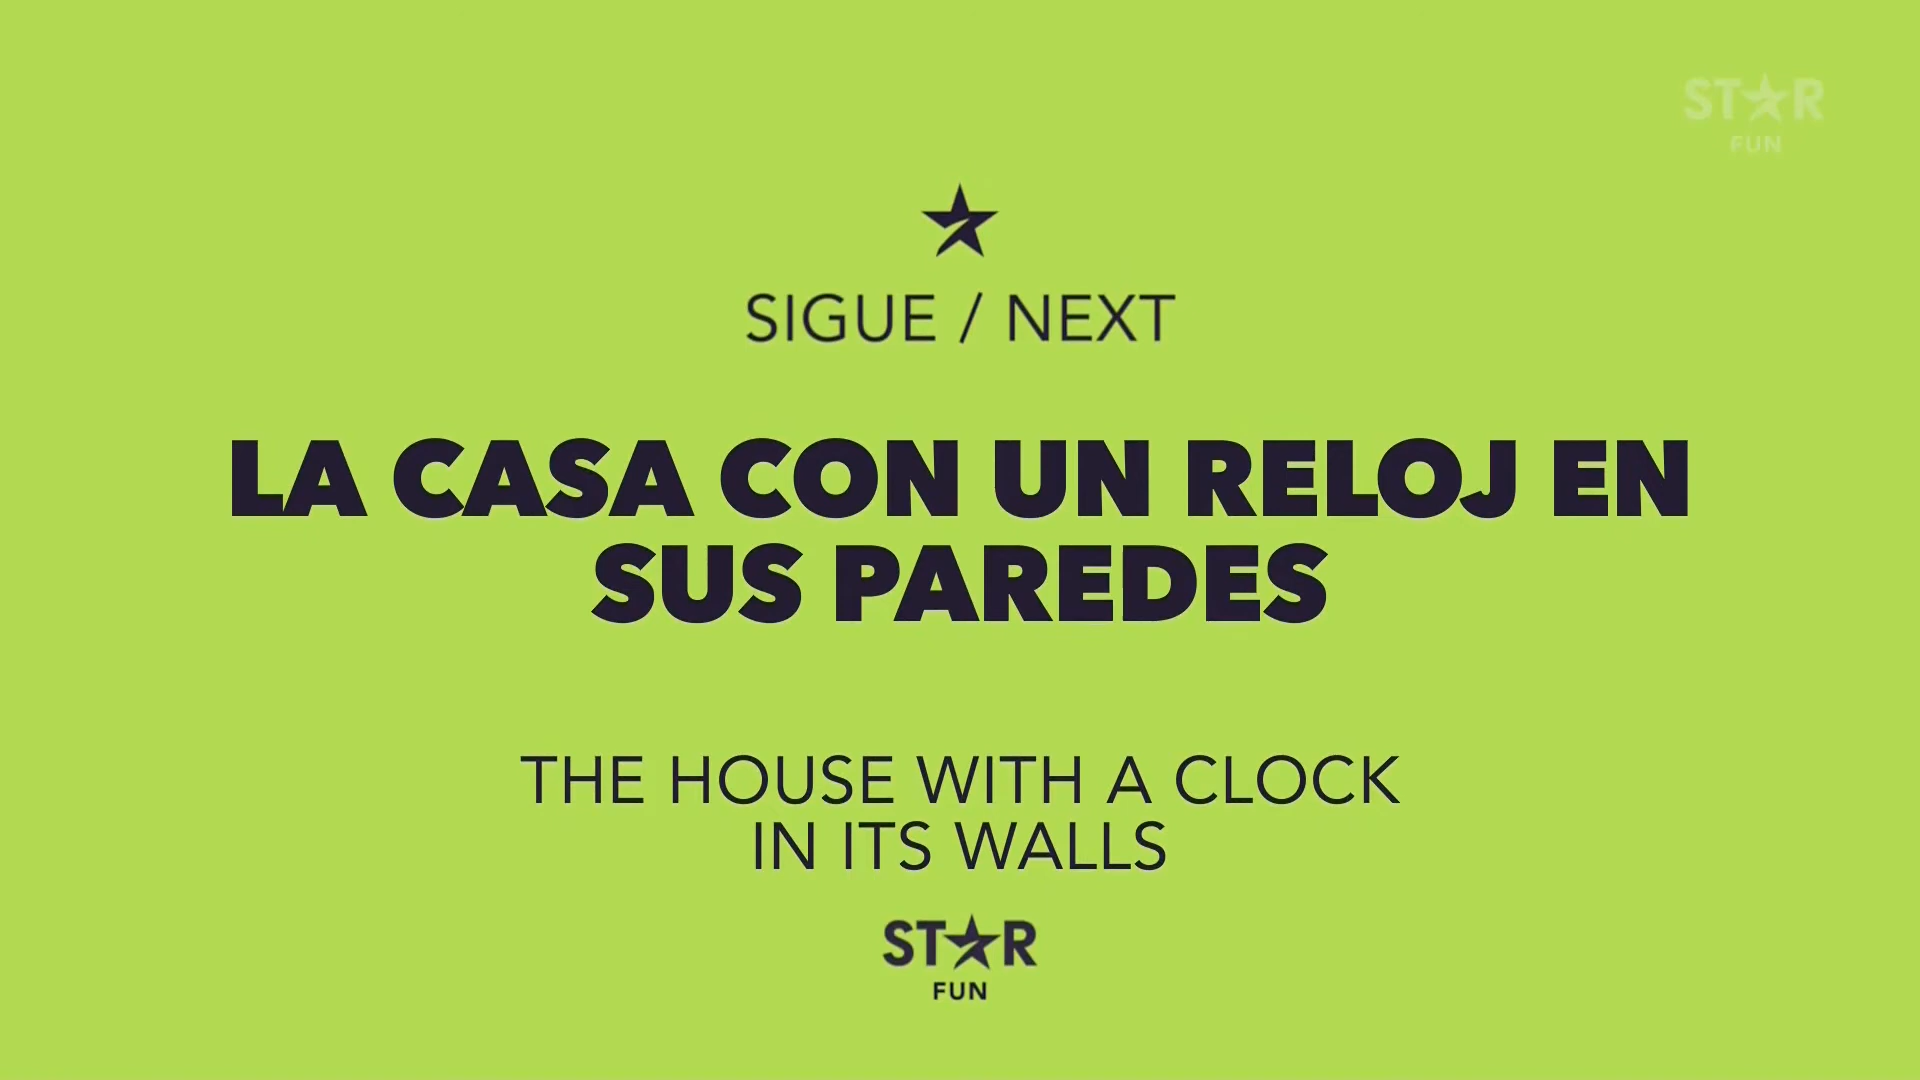 STAR
FUN
SIGUE / NEXT
LA CASA CON UN RELOJ EN
SUS PAREDES
THE HOUSE WITH A CLOCK
IN ITS WALLS
STAR
FUN